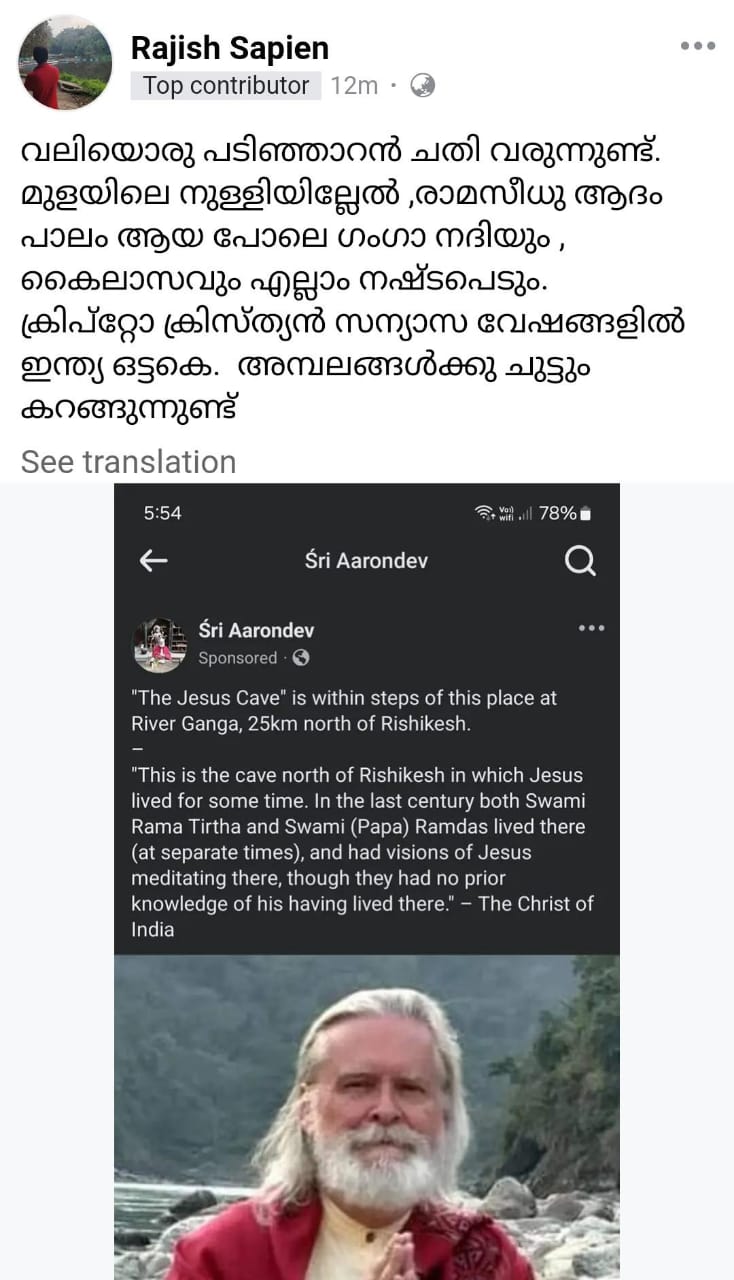 Rajish Sapien
Top contributor 12m ·
വലിയൊരു പടിഞ്ഞാറൻ ചതി വരുന്നുണ്ട്.
മുളയിലെ നുള്ളിയില്ലേൽ ,രാമസീധു ആദം
പാലം ആയ പോലെ ഗംഗാ നദിയും ,
കൈലാസവും എല്ലാം നഷ്ടപെടും.
ക്രിപ്റ്റോ ക്രിസ്ത്യൻ സന്യാസ വേഷങ്ങളിൽ
ഇന്ത്യ ഒട്ടകെ. അമ്പലങ്ങൾക്കു ചുട്ടും
കറങ്ങുന്നുണ്ട്
See translation
5:54 Vo)) wifi 78%
Śri Aarondev
Śri Aarondev
Sponsored ·
"The Jesus Cave" is within steps of this place at
River Ganga, 25km north of Rishikesh.
–
"This is the cave north of Rishikesh in which Jesus
lived for some time. In the last century both Swami
Rama Tirtha and Swami (Papa) Ramdas lived there
(at separate times), and had visions of Jesus
meditating there, though they had no prior
knowledge of his having lived there." – The Christ of
India